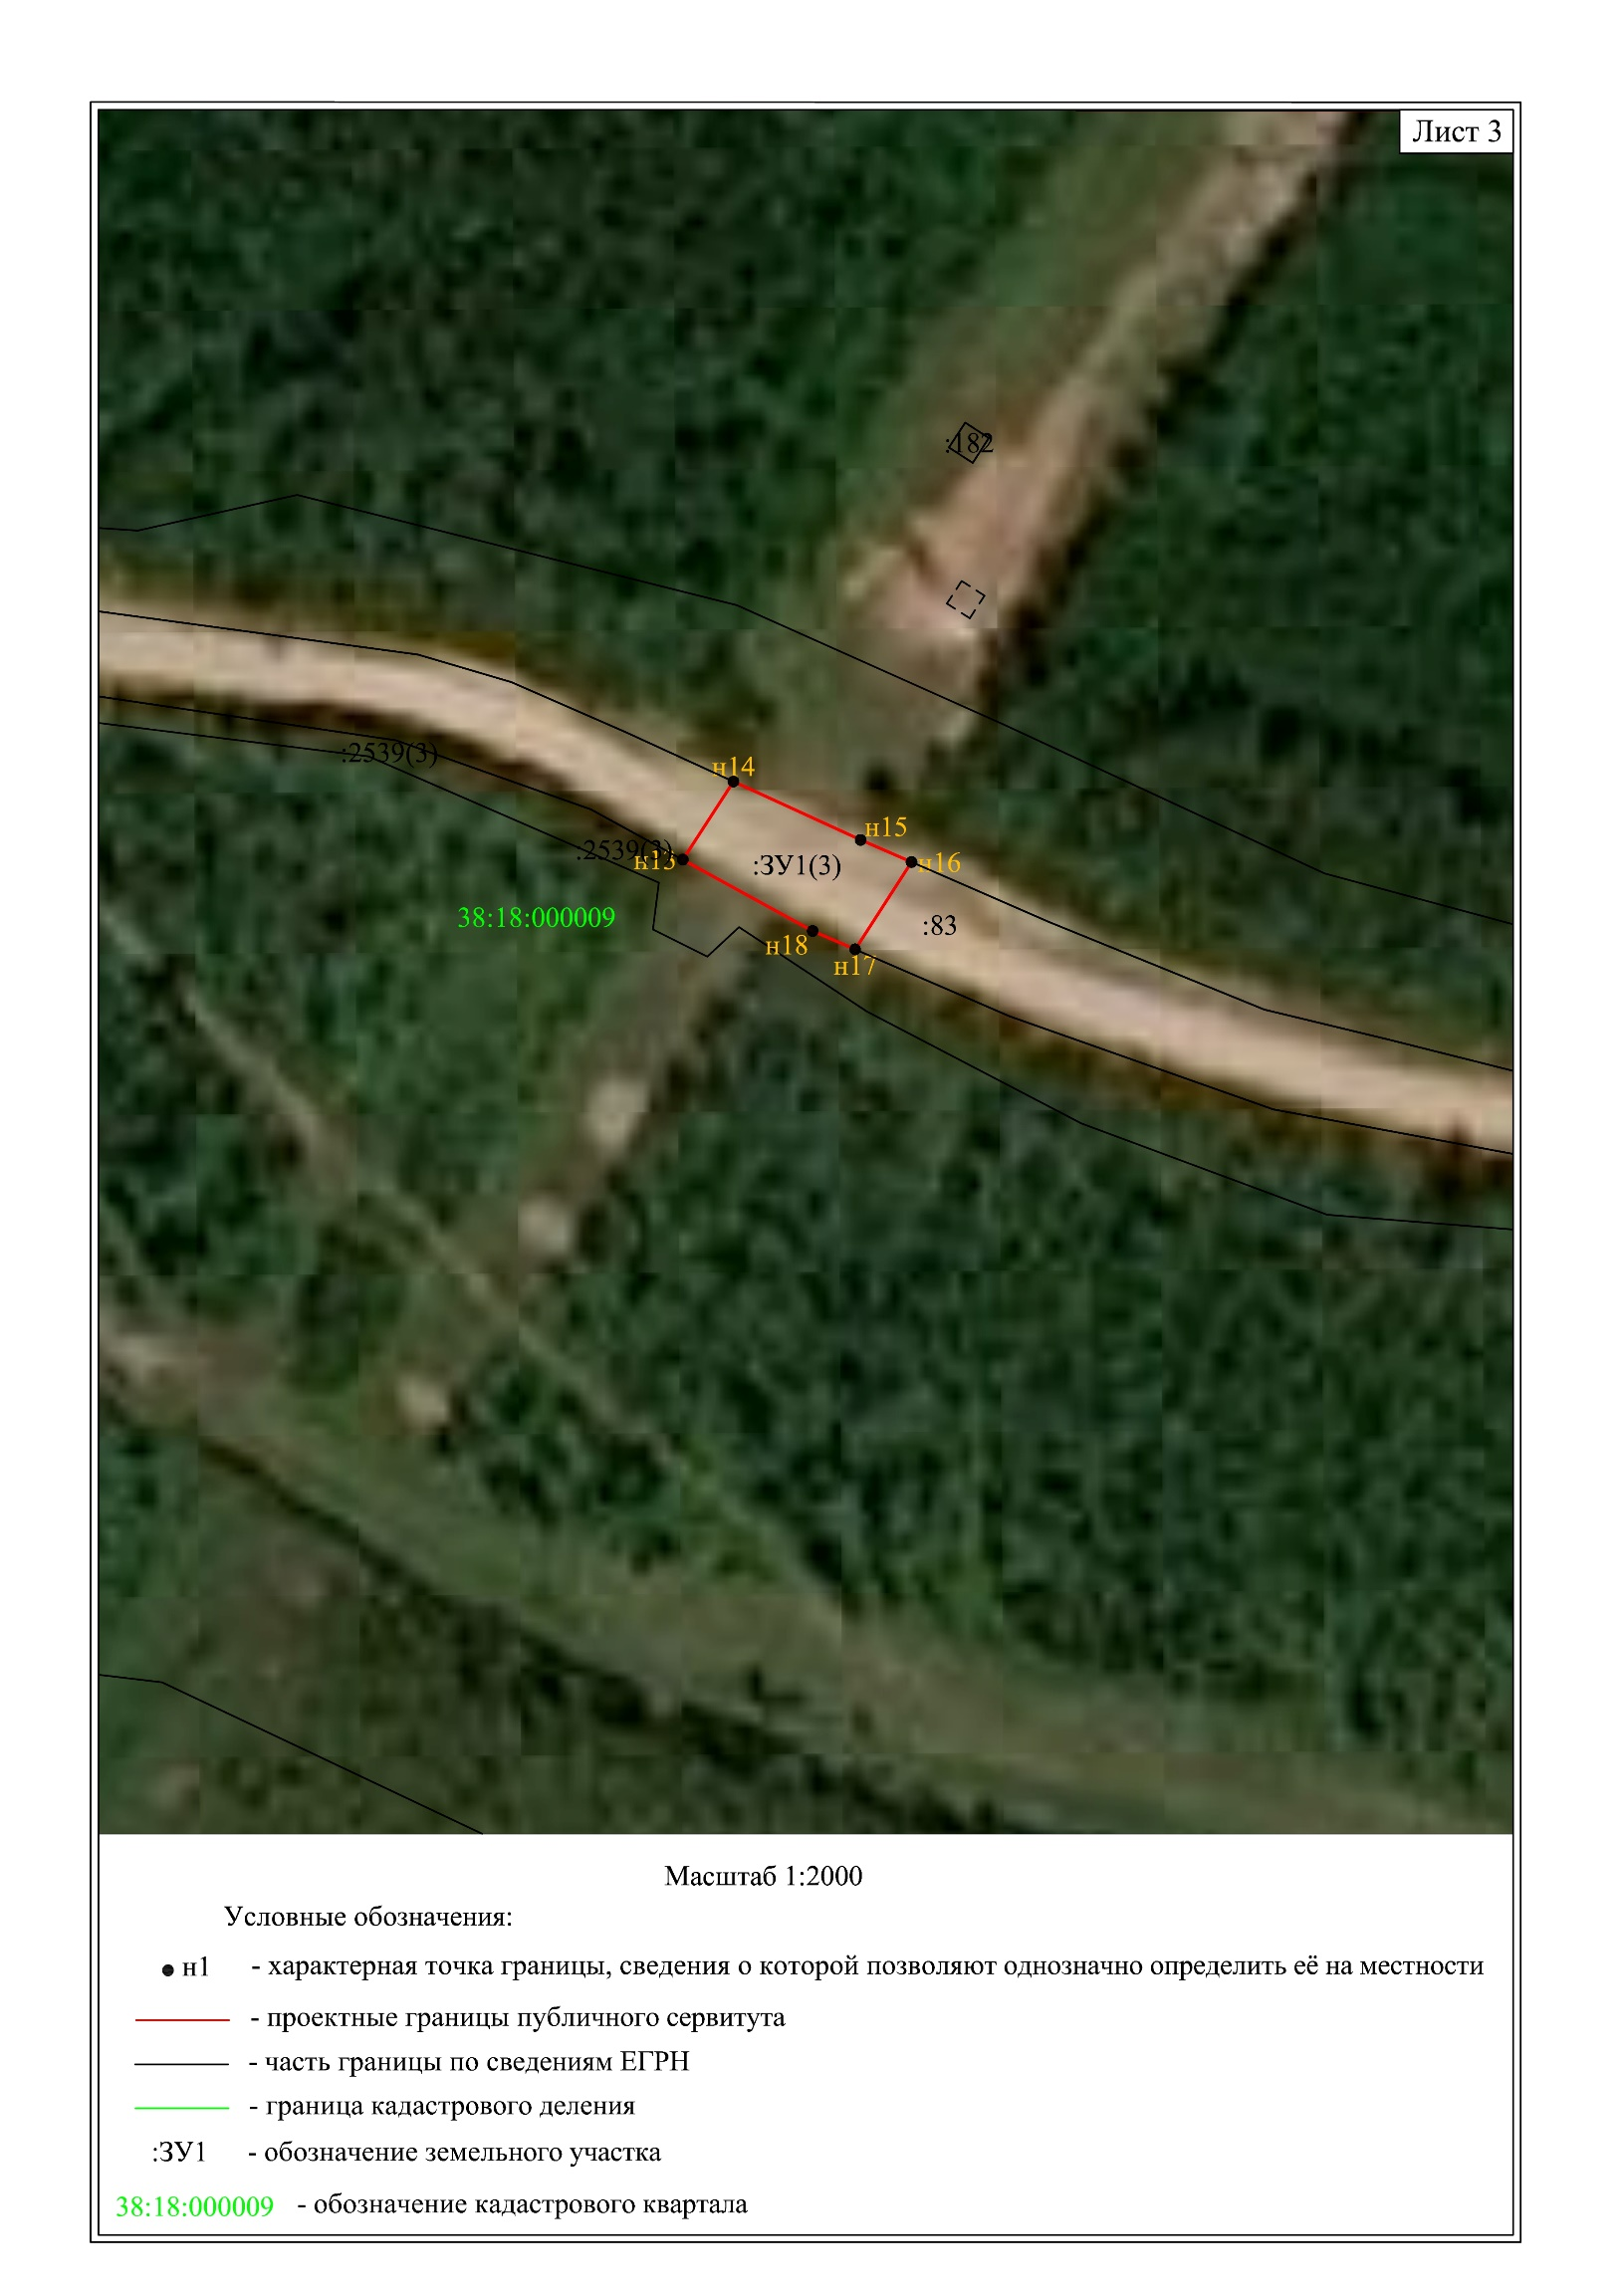 Лист 3
:182
:2539(3)
н14
н15
:2539(3)
н13
:ЗУ1(3)
н16
38:18:000009
:83
н18
н17
Масштаб 1:2000
Условные обозначения:
н1 - характерная точка границы, сведения о которой позволяют однозначно определить её на местности
- проектные границы публичного сервитута
- часть границы по сведениям ЕГРН
- граница кадастрового деления
:ЗУ1 - обозначение земельного участка
38:18:000009 - обозначение кадастрового квартала